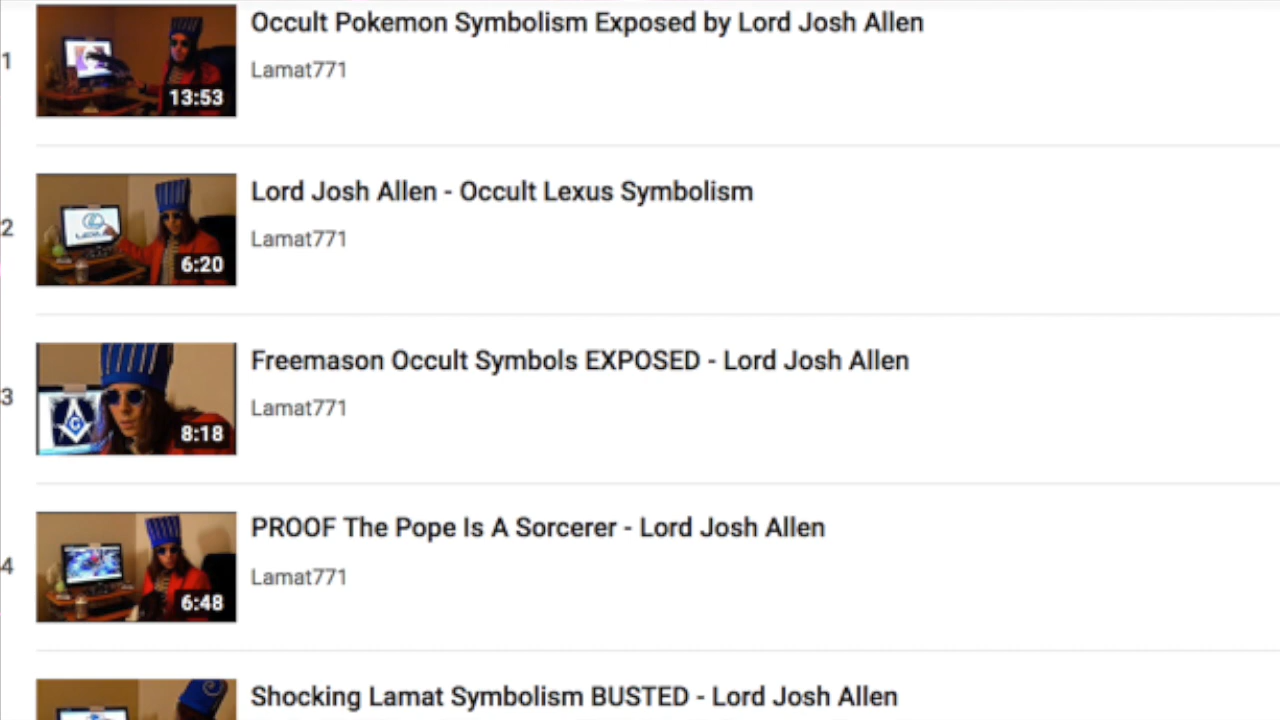 Occult Pokemon Symbolism Exposed by Lord Josh Allen
1
Lamat771
13:53
Lord Josh Allen - Occult Lexus Symbolism
2
Lamat771
6:20
Freemason Occult Symbols EXPOSED - Lord Josh Allen
3
Lamat771
G
8:18
PROOF The Pope Is A Sorcerer - Lord Josh Allen
4
Lamat771
6:48
Shocking Lamat Symbolism BUSTED - Lord Josh Allen